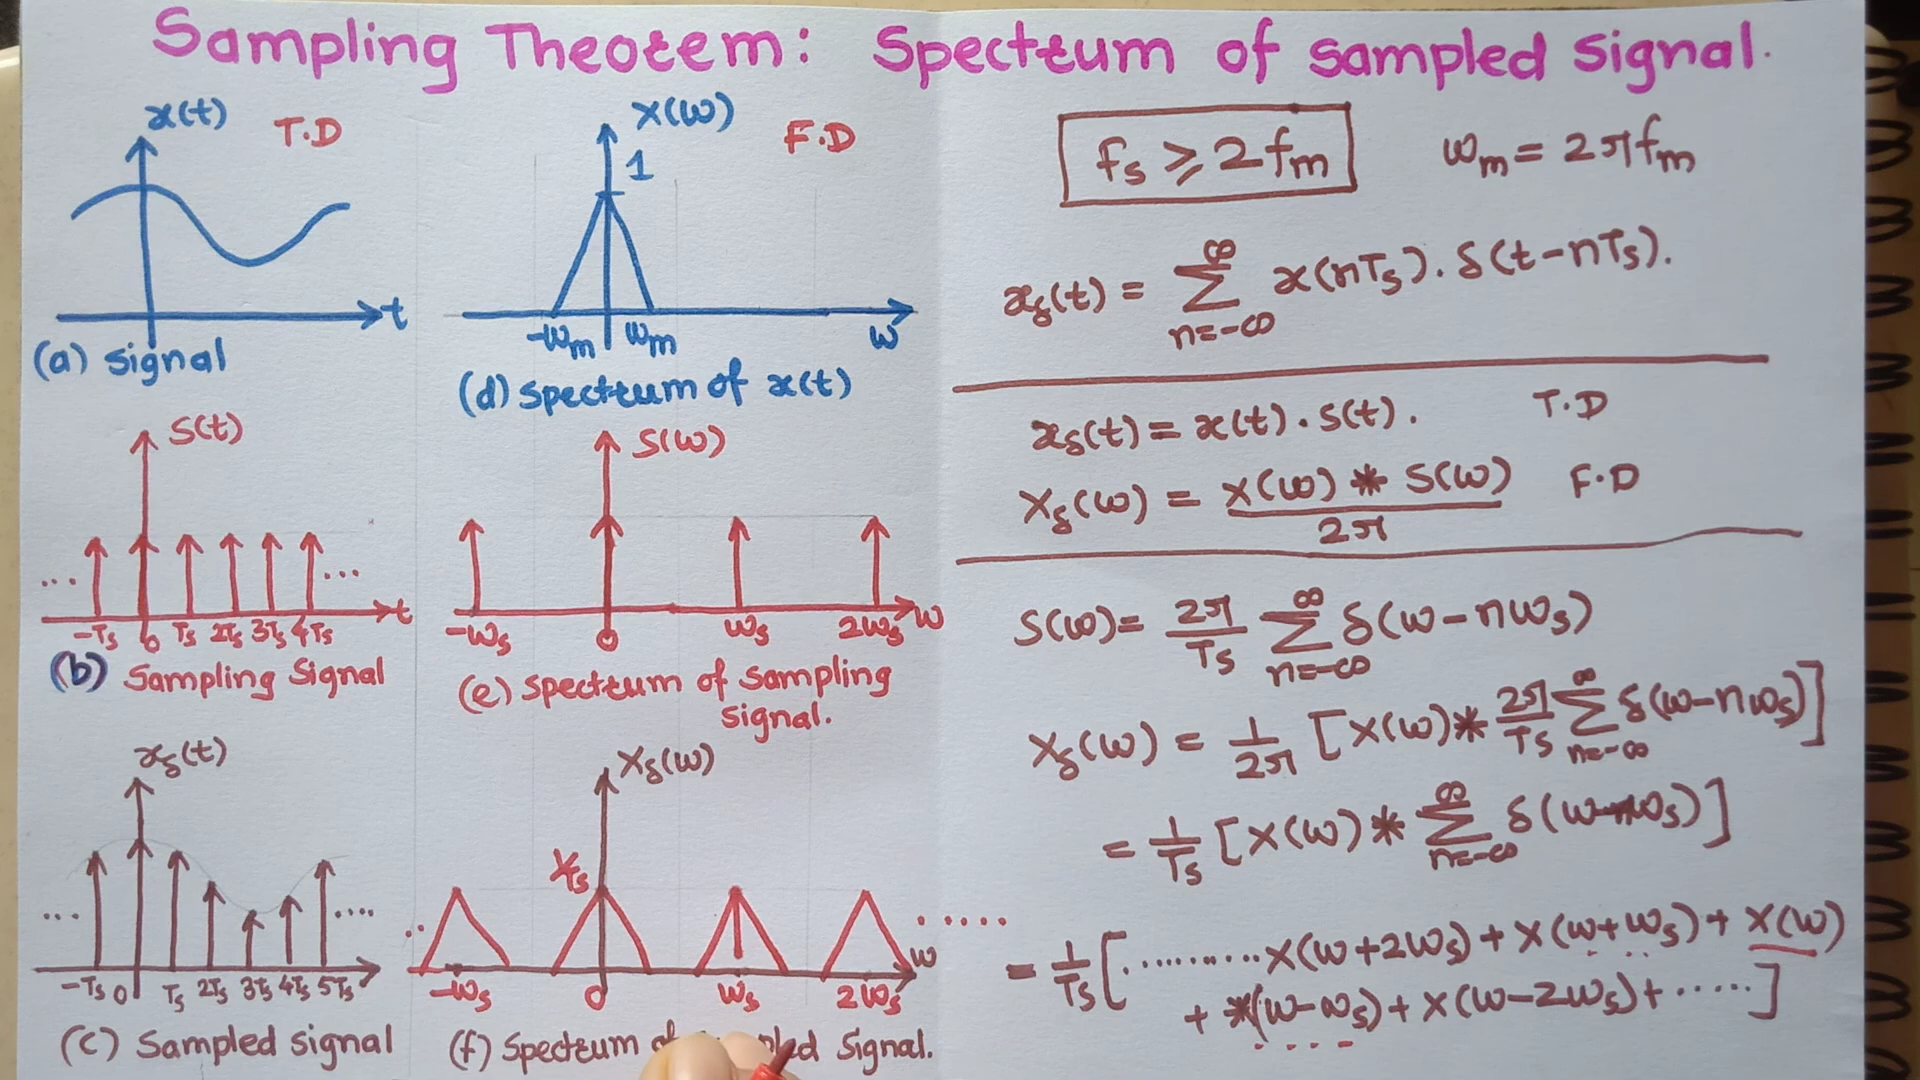 Sampling Theorem: Spectrum of Sampled Signal.
x(t) T.D
t
(a) Signal
X(ω) F.D
1
-ωm ωm ω
(d) Spectrum of x(t)
S(t)
... ...
-Ts 0 Ts 2Ts 3Ts 4Ts t
(b) Sampling Signal
S(ω)
-ωs 0 ωs 2ωs ω
(e) Spectrum of Sampling
Signal.
xδ(t)
... ....
-Ts 0 Ts 2Ts 3Ts 4Ts 5Ts
(c) Sampled Signal
Xδ(ω)
1/Ts
.. .....
-ωs 0 ωs 2ωs ω
(f) Spectrum of Signal.
fs ⩾ 2fm ωm = 2πfm
xδ(t) = ∞∑n=-∞ x(nTs). δ(t-nTs).
xδ(t) = x(t) . S(t). T.D
Xδ(ω) = X(ω) * S(ω) / 2π F.D
S(ω) = 2π/Ts ∞∑n=-∞ δ(ω-nωs)
Xδ(ω) = 1/2π [X(ω) * 2π/Ts ∞∑n=-∞ δ(ω-nωs)]
= 1/Ts [X(ω) * ∞∑n=-∞ δ(ω-nωs)]
= 1/Ts [..........X(ω+2ωs) + X(ω+ωs) + X(ω)
+ X(ω-ωs) + X(ω-2ωs) + .....]